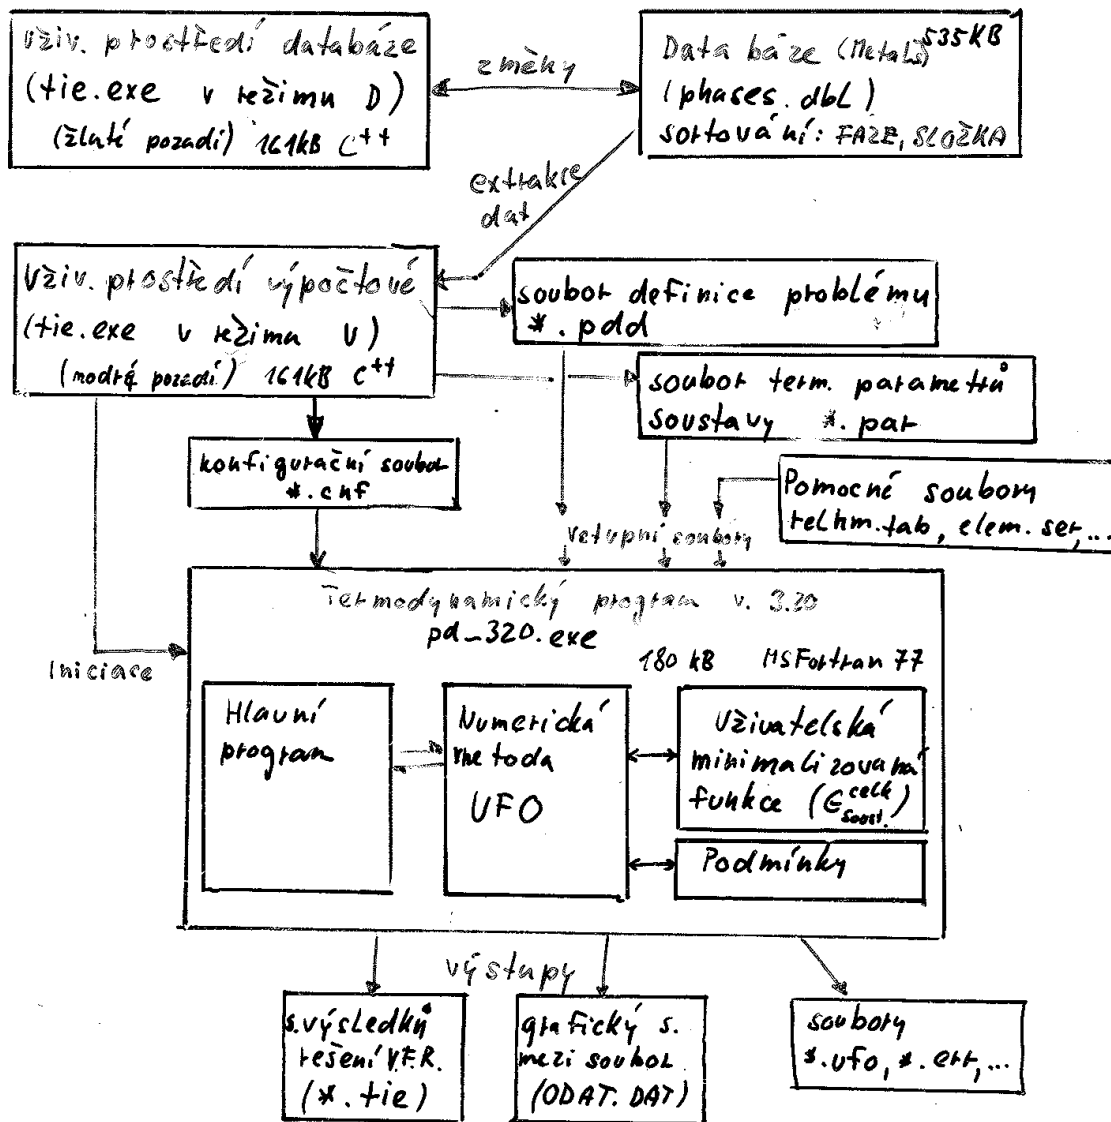 Uživ. prostředí databáze
(tie.exe v režimu D)
(žluté pozadí) 161kB C++
změny
Data báze (Metals) 535KB
(phases.dbL)
sortování: FÁZE, SLOŽKA
extrakce
dat
Uživ. prostředí výpočtové
(tie.exe v režimu V)
(modré pozadí) 161kB C++
soubor definice problému
*.pdd
soubor term. parametrů
soustavy *.par
konfigurační soubor
*.cnf
Pomocné soubory
relhm.tab, elem.ser,...
vstupní soubory
Iniciace
Termodynamický program v. 3.20
pd_320.exe
180 kB MSFortran 77
Hlavní
program
Numerická
metoda
UFO
Uživatelská
minimalizovaná
funkce (G celk soust.)
Podmínky
výstupy
s.výsledků
řešení V.F.R.
(*.tie)
grafický s.
mezi soubor
(ODAT.DAT)
soubory
*.ufo, *.err,...